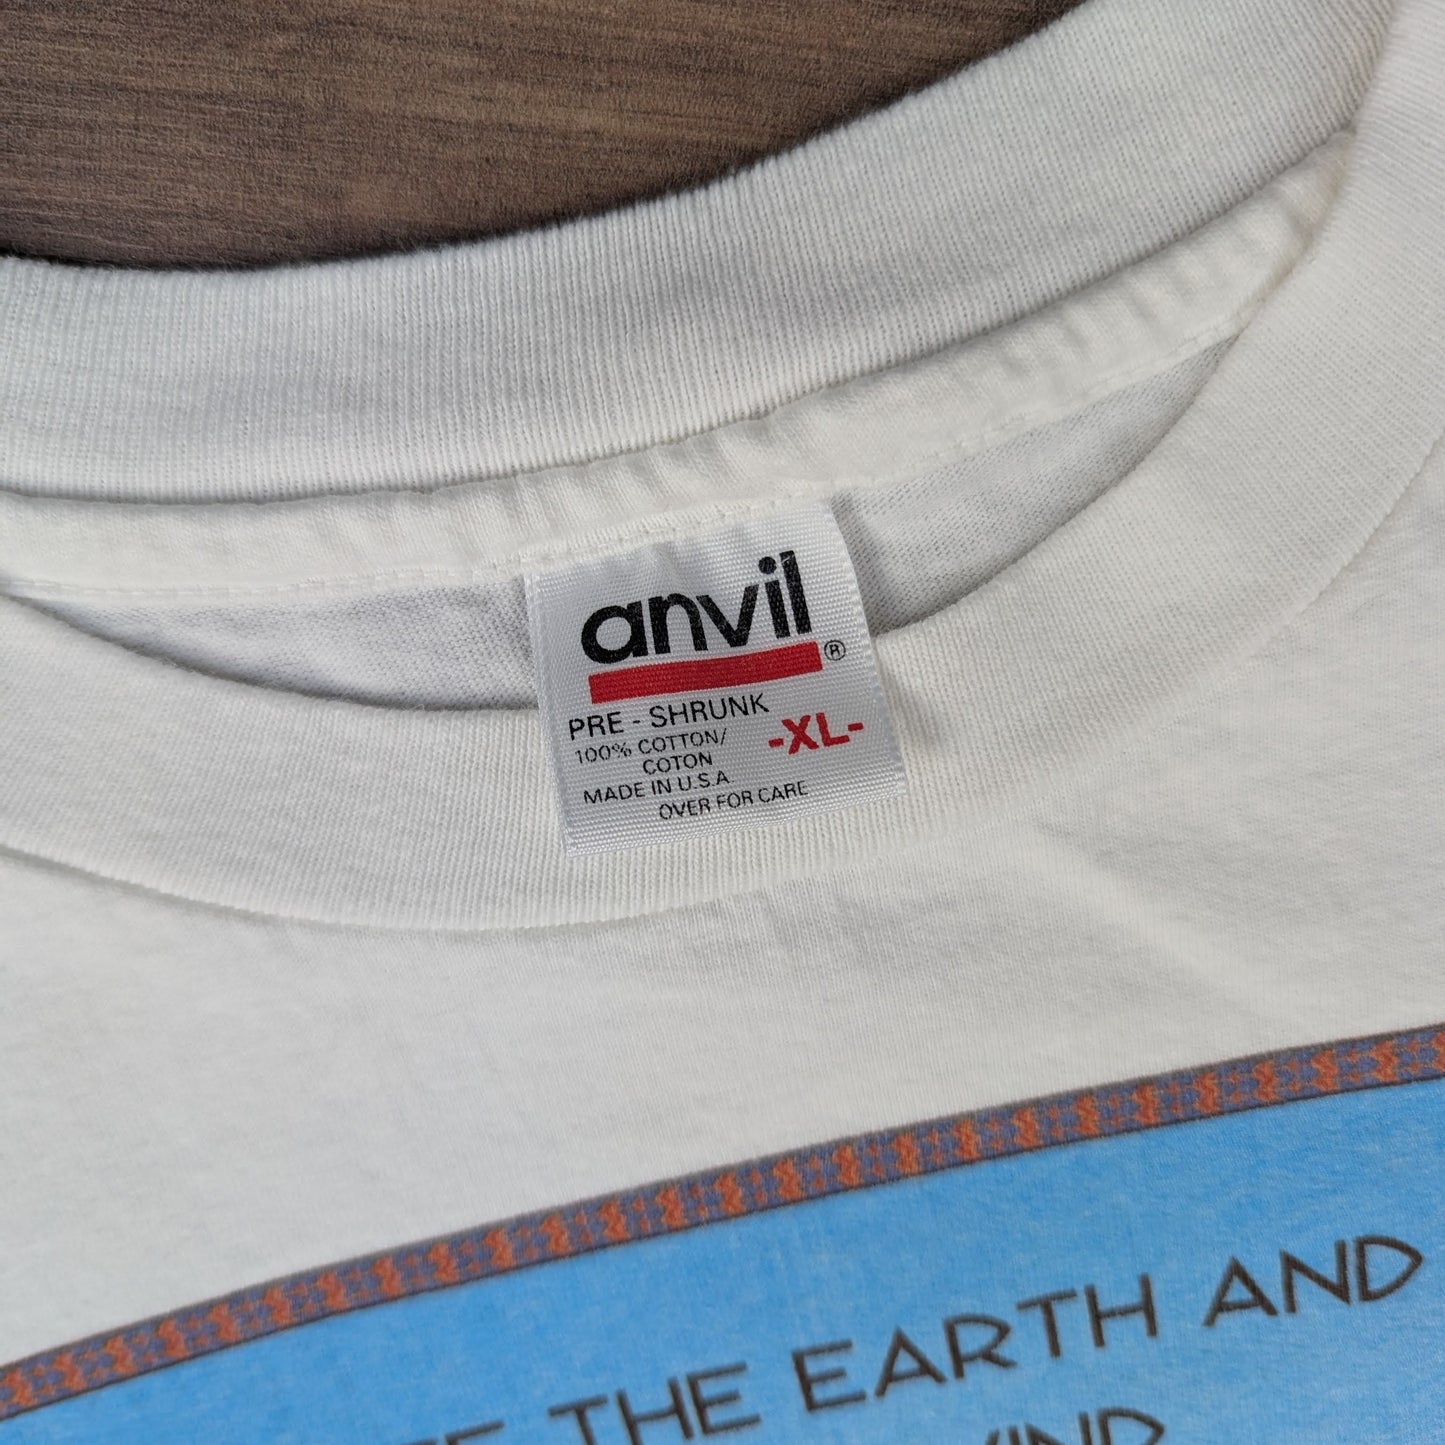 anvil®
PRE - SHRUNK
-XL-
100% COTTON/
COTON
MADE IN U.S.A
OVER FOR CARE
THE EARTH AND